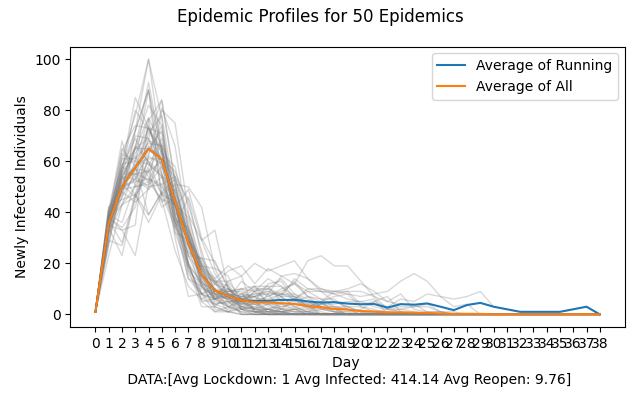 Epidemic Profiles for 50 Epidemics
Average of Running
Average of All
Newly Infected Individuals
100
80
60
40
20
0
0 1 2 3 4 5 6 7 8 9 10 11 12 13 14 15 16 17 18 19 20 21 22 23 24 25 26 27 28 29 30 31 32 33 34 35 36 37 38
Day
DATA:[Avg Lockdown: 1 Avg Infected: 414.14 Avg Reopen: 9.76]